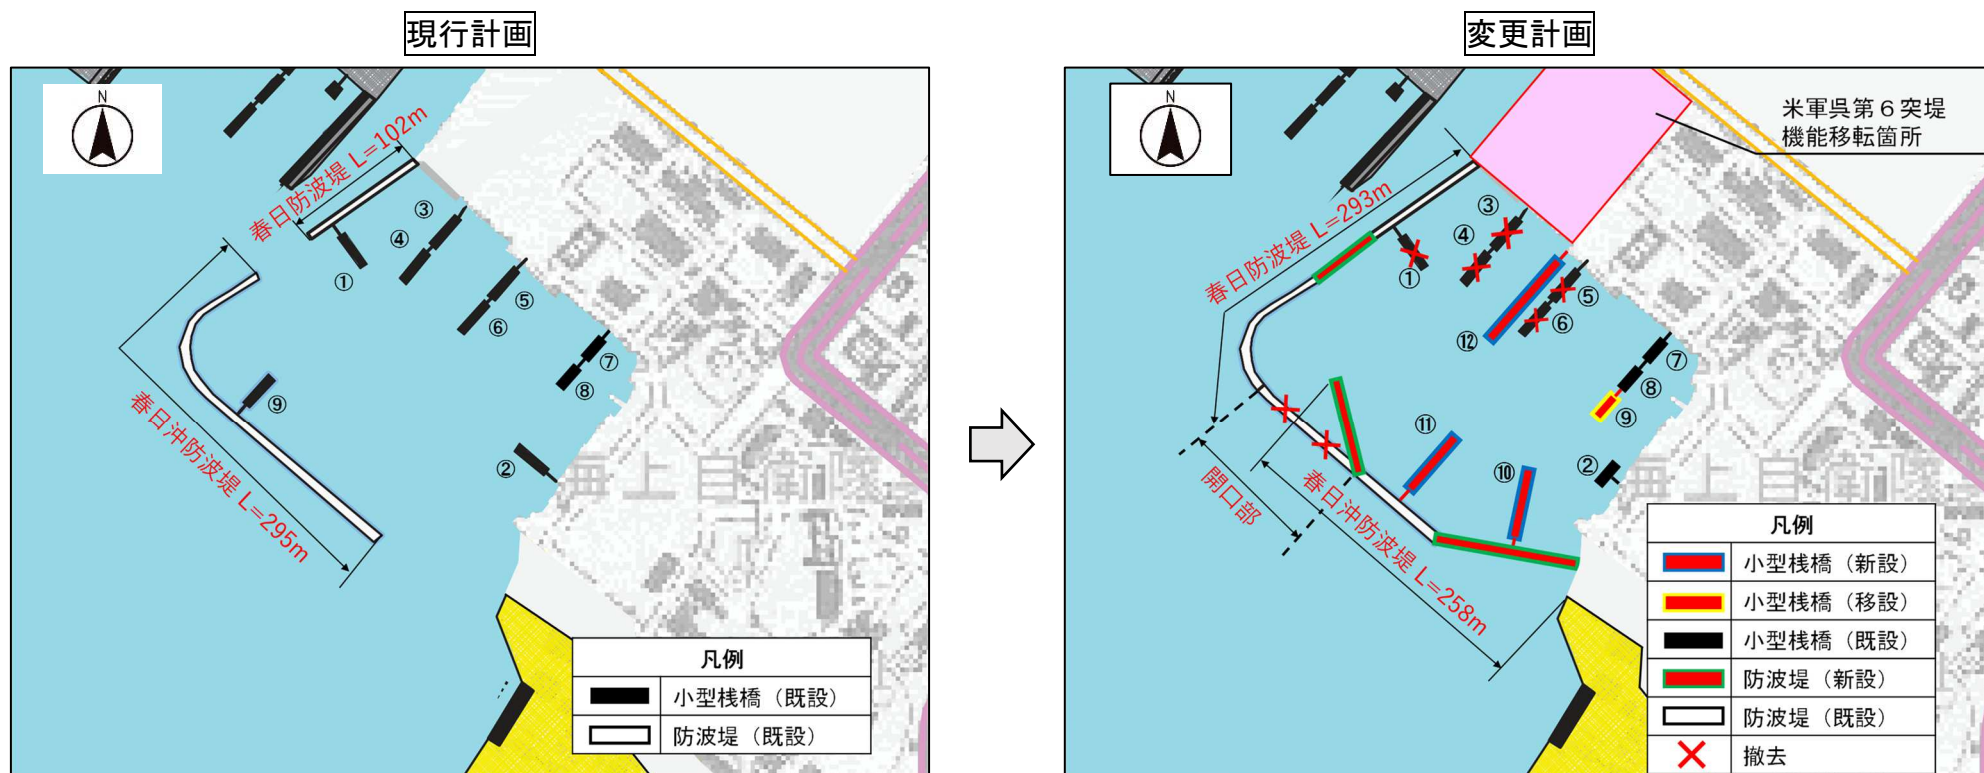 現行計画
N
春日防波堤 L=102m
③
④
①
⑤
⑥
⑦
⑧
⑨
②
春日沖防波堤 L=295m
海上自衛隊
凡例
小型桟橋（既設）
防波堤（既設）
変更計画
N
米軍呉第６突堤
機能移転箇所
春日防波堤 L=293m
③
④
①
⑤
⑥
⑫
⑦
⑧
⑨
⑪
⑩
②
開口部
春日沖防波堤 L=258m
海上自衛隊
凡例
小型桟橋（新設）
小型桟橋（移設）
小型桟橋（既設）
防波堤（新設）
防波堤（既設）
撤去